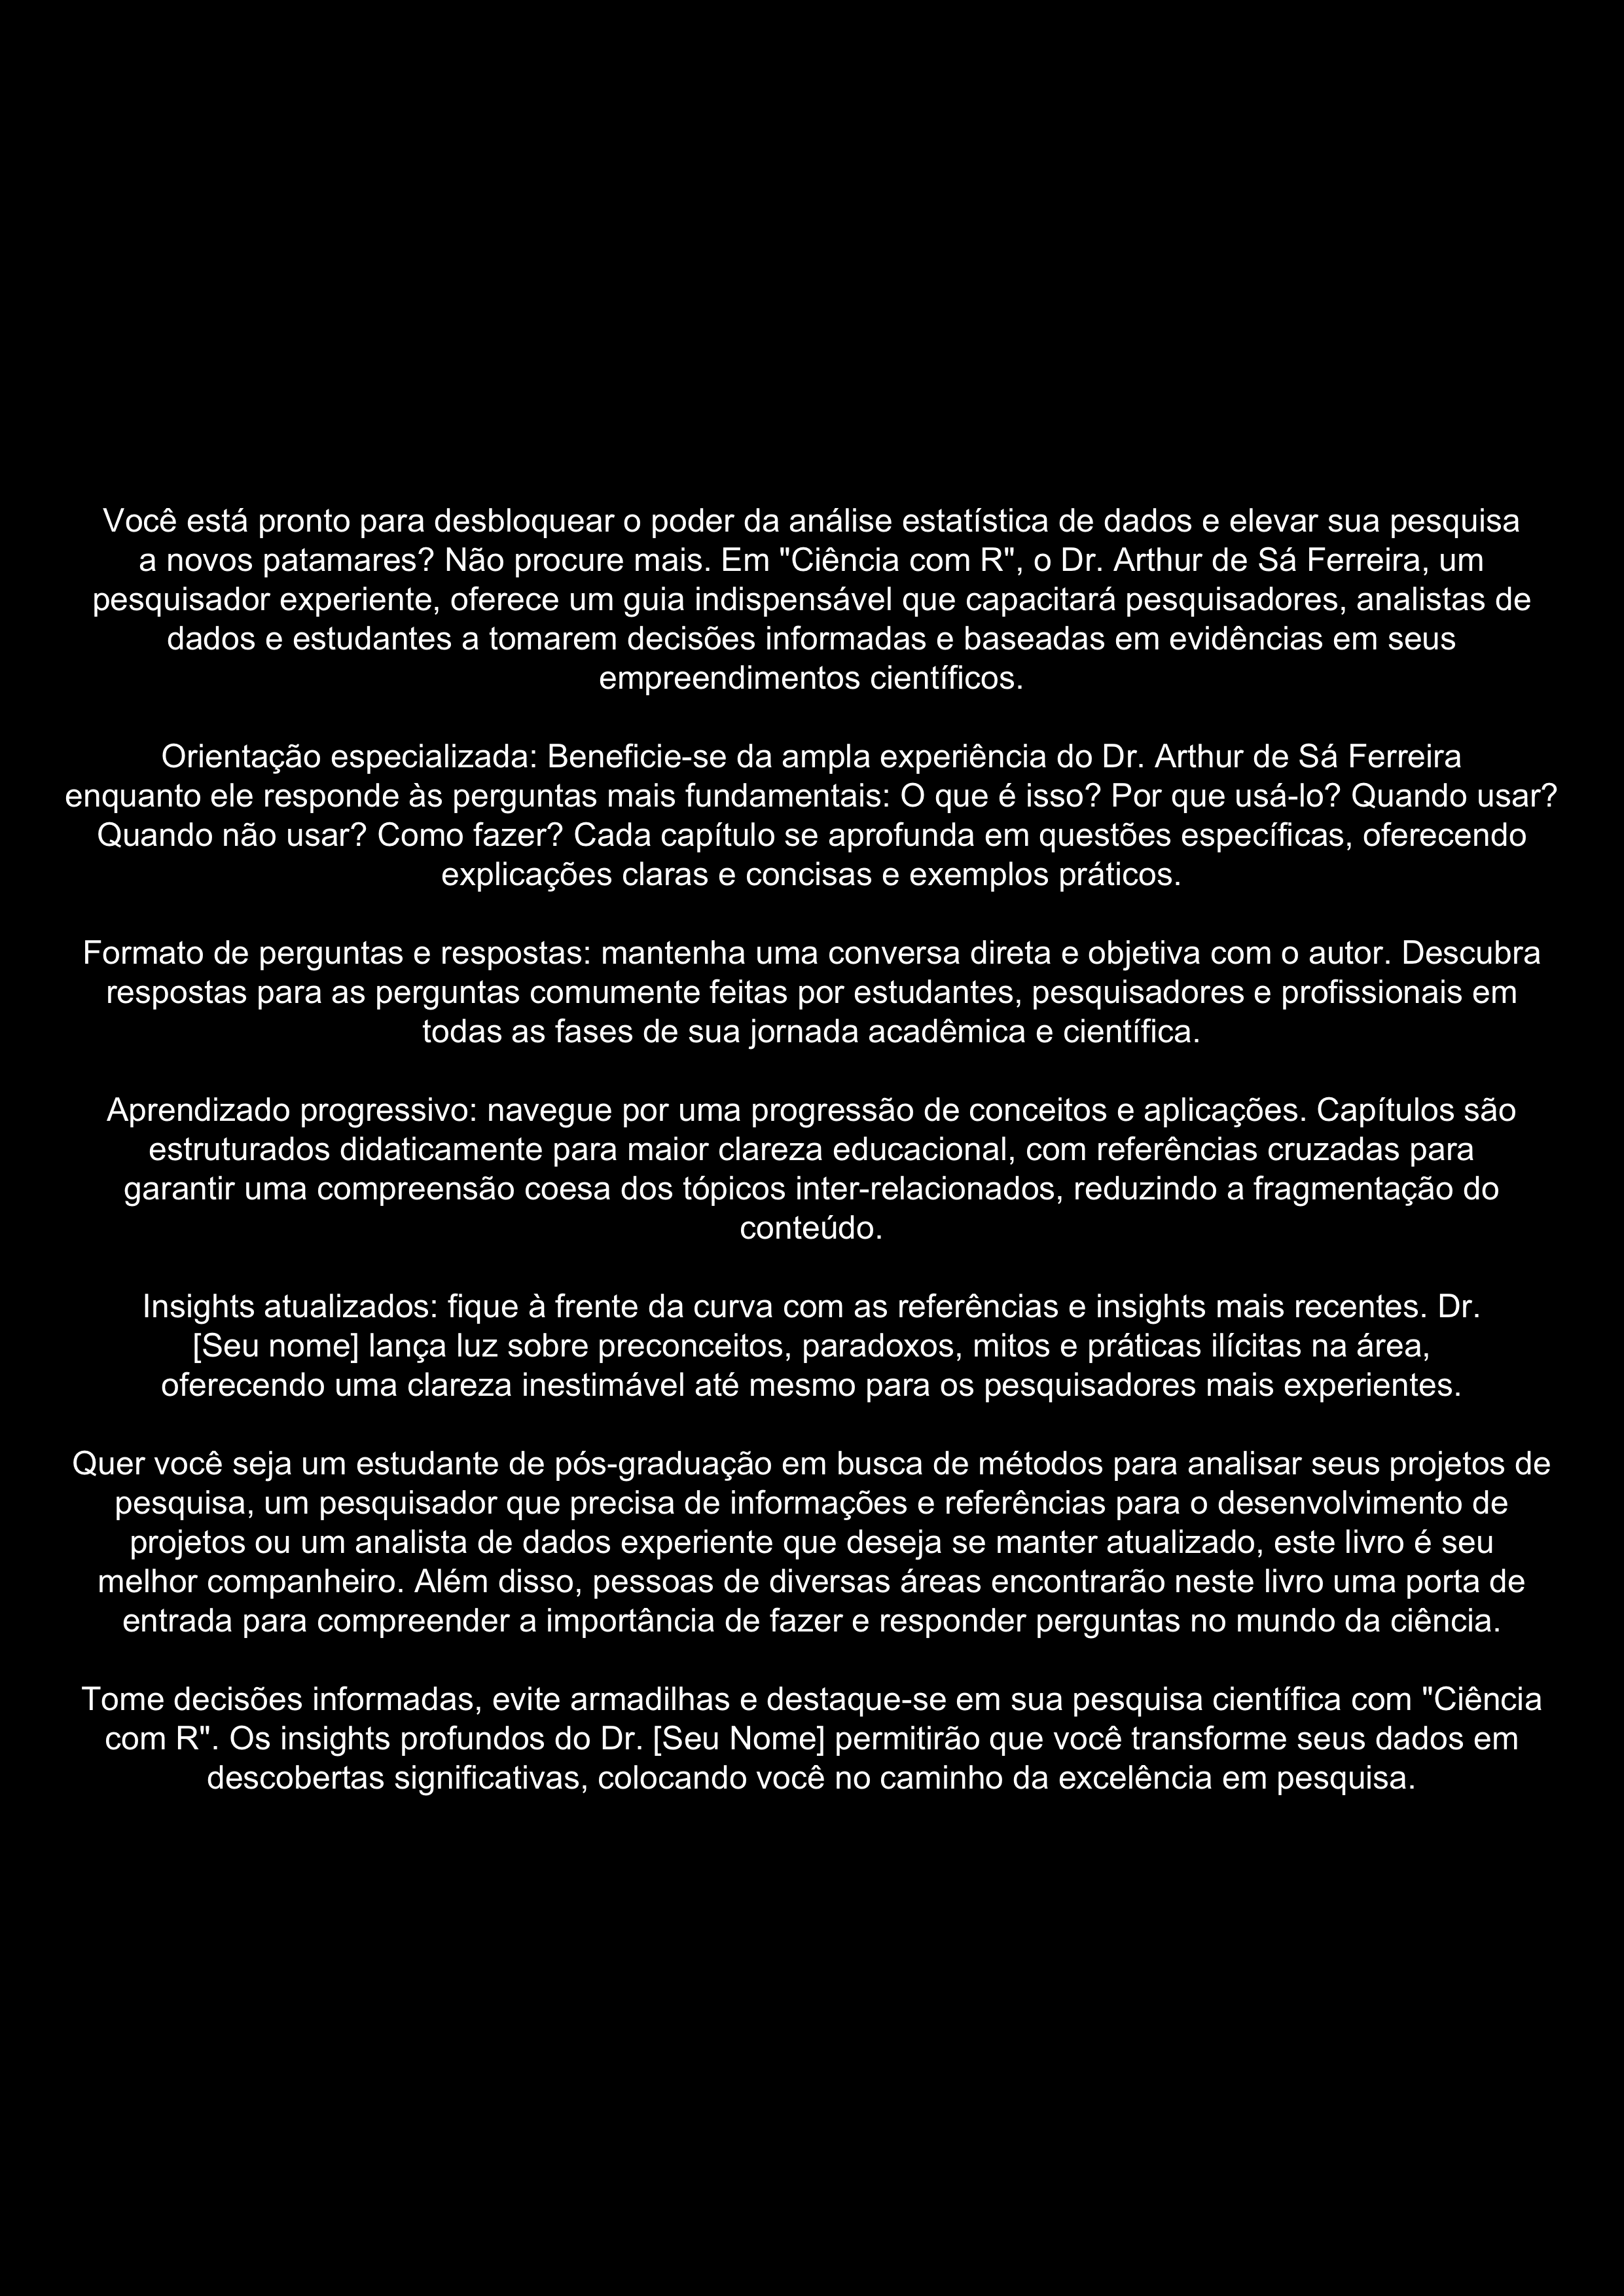 Você está pronto para desbloquear o poder da análise estatística de dados e elevar sua pesquisa
a novos patamares? Não procure mais. Em "Ciência com R", o Dr. Arthur de Sá Ferreira, um
pesquisador experiente, oferece um guia indispensável que capacitará pesquisadores, analistas de
dados e estudantes a tomarem decisões informadas e baseadas em evidências em seus
empreendimentos científicos.
Orientação especializada: Beneficie-se da ampla experiência do Dr. Arthur de Sá Ferreira
enquanto ele responde às perguntas mais fundamentais: O que é isso? Por que usá-lo? Quando usar?
Quando não usar? Como fazer? Cada capítulo se aprofunda em questões específicas, oferecendo
explicações claras e concisas e exemplos práticos.
Formato de perguntas e respostas: mantenha uma conversa direta e objetiva com o autor. Descubra
respostas para as perguntas comumente feitas por estudantes, pesquisadores e profissionais em
todas as fases de sua jornada acadêmica e científica.
Aprendizado progressivo: navegue por uma progressão de conceitos e aplicações. Capítulos são
estruturados didaticamente para maior clareza educacional, com referências cruzadas para
garantir uma compreensão coesa dos tópicos inter-relacionados, reduzindo a fragmentação do
conteúdo.
Insights atualizados: fique à frente da curva com as referências e insights mais recentes. Dr.
[Seu nome] lança luz sobre preconceitos, paradoxos, mitos e práticas ilícitas na área,
oferecendo uma clareza inestimável até mesmo para os pesquisadores mais experientes.
Quer você seja um estudante de pós-graduação em busca de métodos para analisar seus projetos de
pesquisa, um pesquisador que precisa de informações e referências para o desenvolvimento de
projetos ou um analista de dados experiente que deseja se manter atualizado, este livro é seu
melhor companheiro. Além disso, pessoas de diversas áreas encontrarão neste livro uma porta de
entrada para compreender a importância de fazer e responder perguntas no mundo da ciência.
Tome decisões informadas, evite armadilhas e destaque-se em sua pesquisa científica com "Ciência
com R". Os insights profundos do Dr. [Seu Nome] permitirão que você transforme seus dados em
descobertas significativas, colocando você no caminho da excelência em pesquisa.